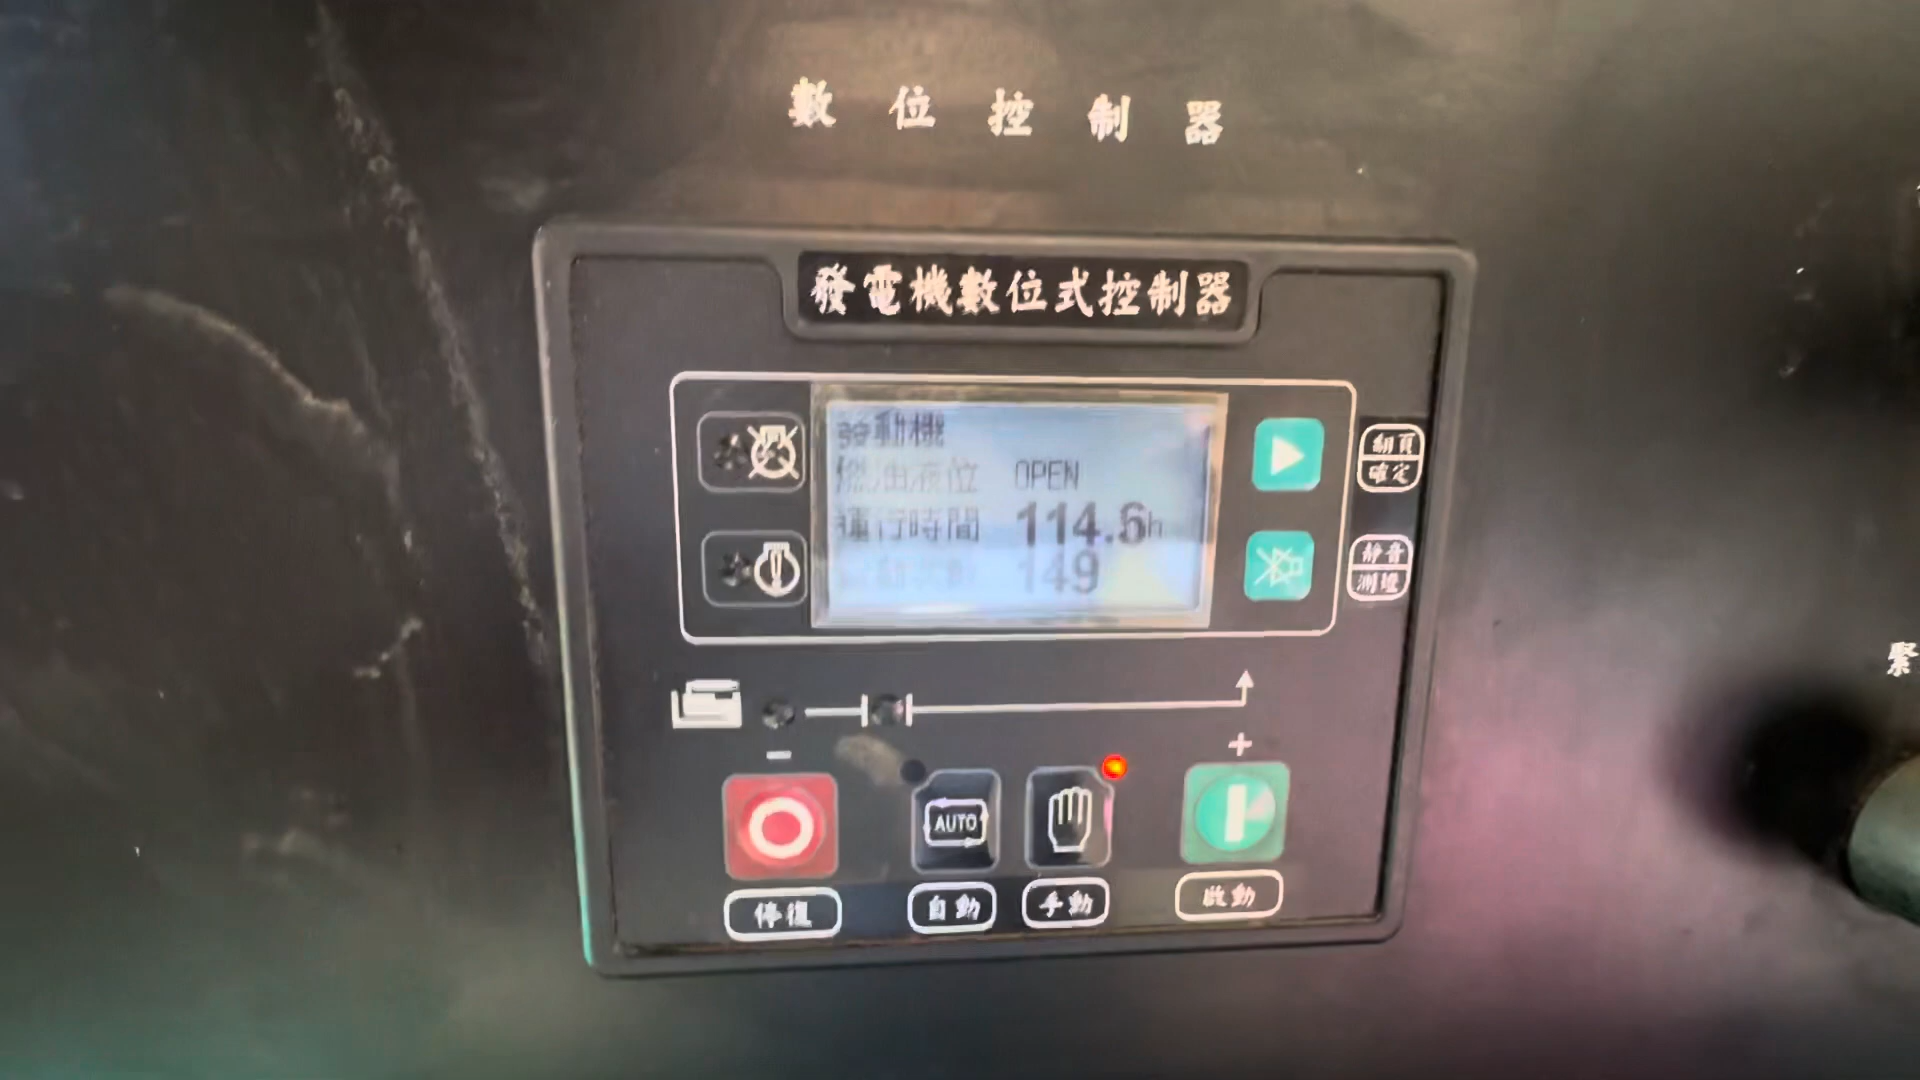 數位控制器
發電機數位式控制器
發動機
燃油液位 OPEN
運行時間 114.6h
149
翻頁
確定
靜音
測燈
AUTO
停復
自動
手動
啟動
緊